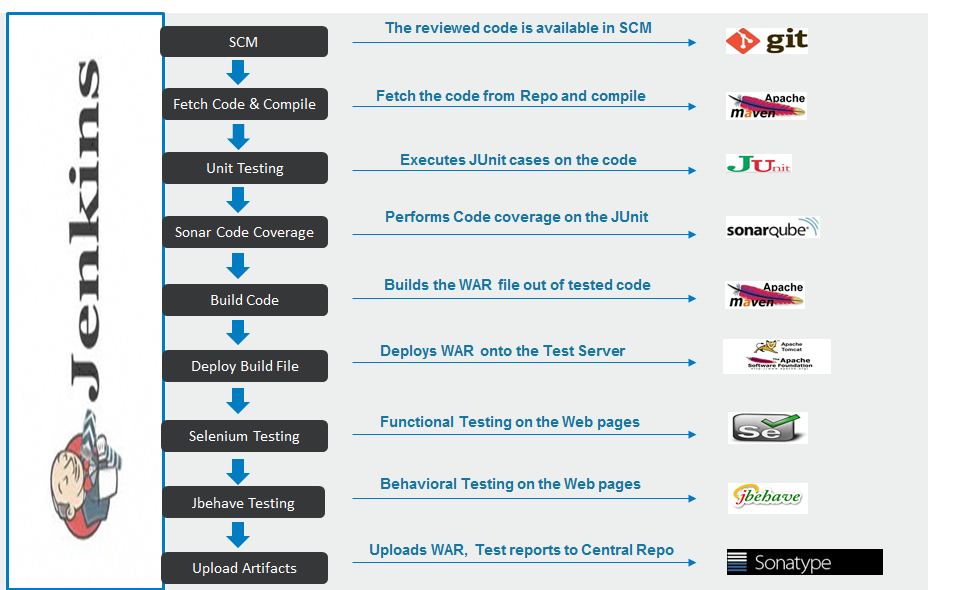 Jenkins
SCM
The reviewed code is available in SCM
git
Fetch Code & Compile
Fetch the code from Repo and compile
Apache
maven
Unit Testing
Executes JUnit cases on the code
JUnit
Sonar Code Coverage
Performs Code coverage on the JUnit
sonarqube
Build Code
Builds the WAR file out of tested code
Apache
maven
Deploy Build File
Deploys WAR onto the Test Server
Apache
Tomcat
The Apache
Software Foundation
Selenium Testing
Functional Testing on the Web pages
Se
Jbehave Testing
Behavioral Testing on the Web pages
jbehave
Upload Artifacts
Uploads WAR, Test reports to Central Repo
Sonatype